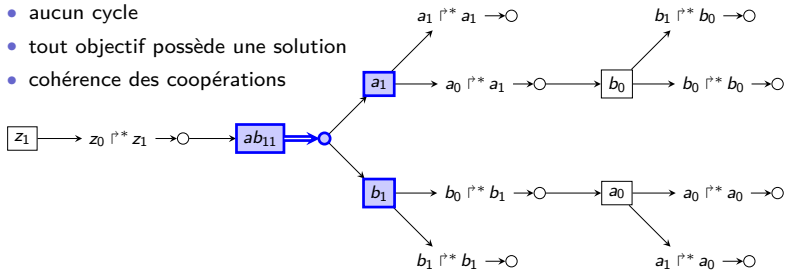 • aucun cycle
• tout objectif possède une solution
• cohérence des coopérations
a₁ ↱* a₁
b₁ ↱* b₀
a₁
a₀ ↱* a₁
b₀
b₀ ↱* b₀
z₁
z₀ ↱* z₁
ab₁₁
b₁
b₀ ↱* b₁
a₀
a₀ ↱* a₀
b₁ ↱* b₁
a₁ ↱* a₀